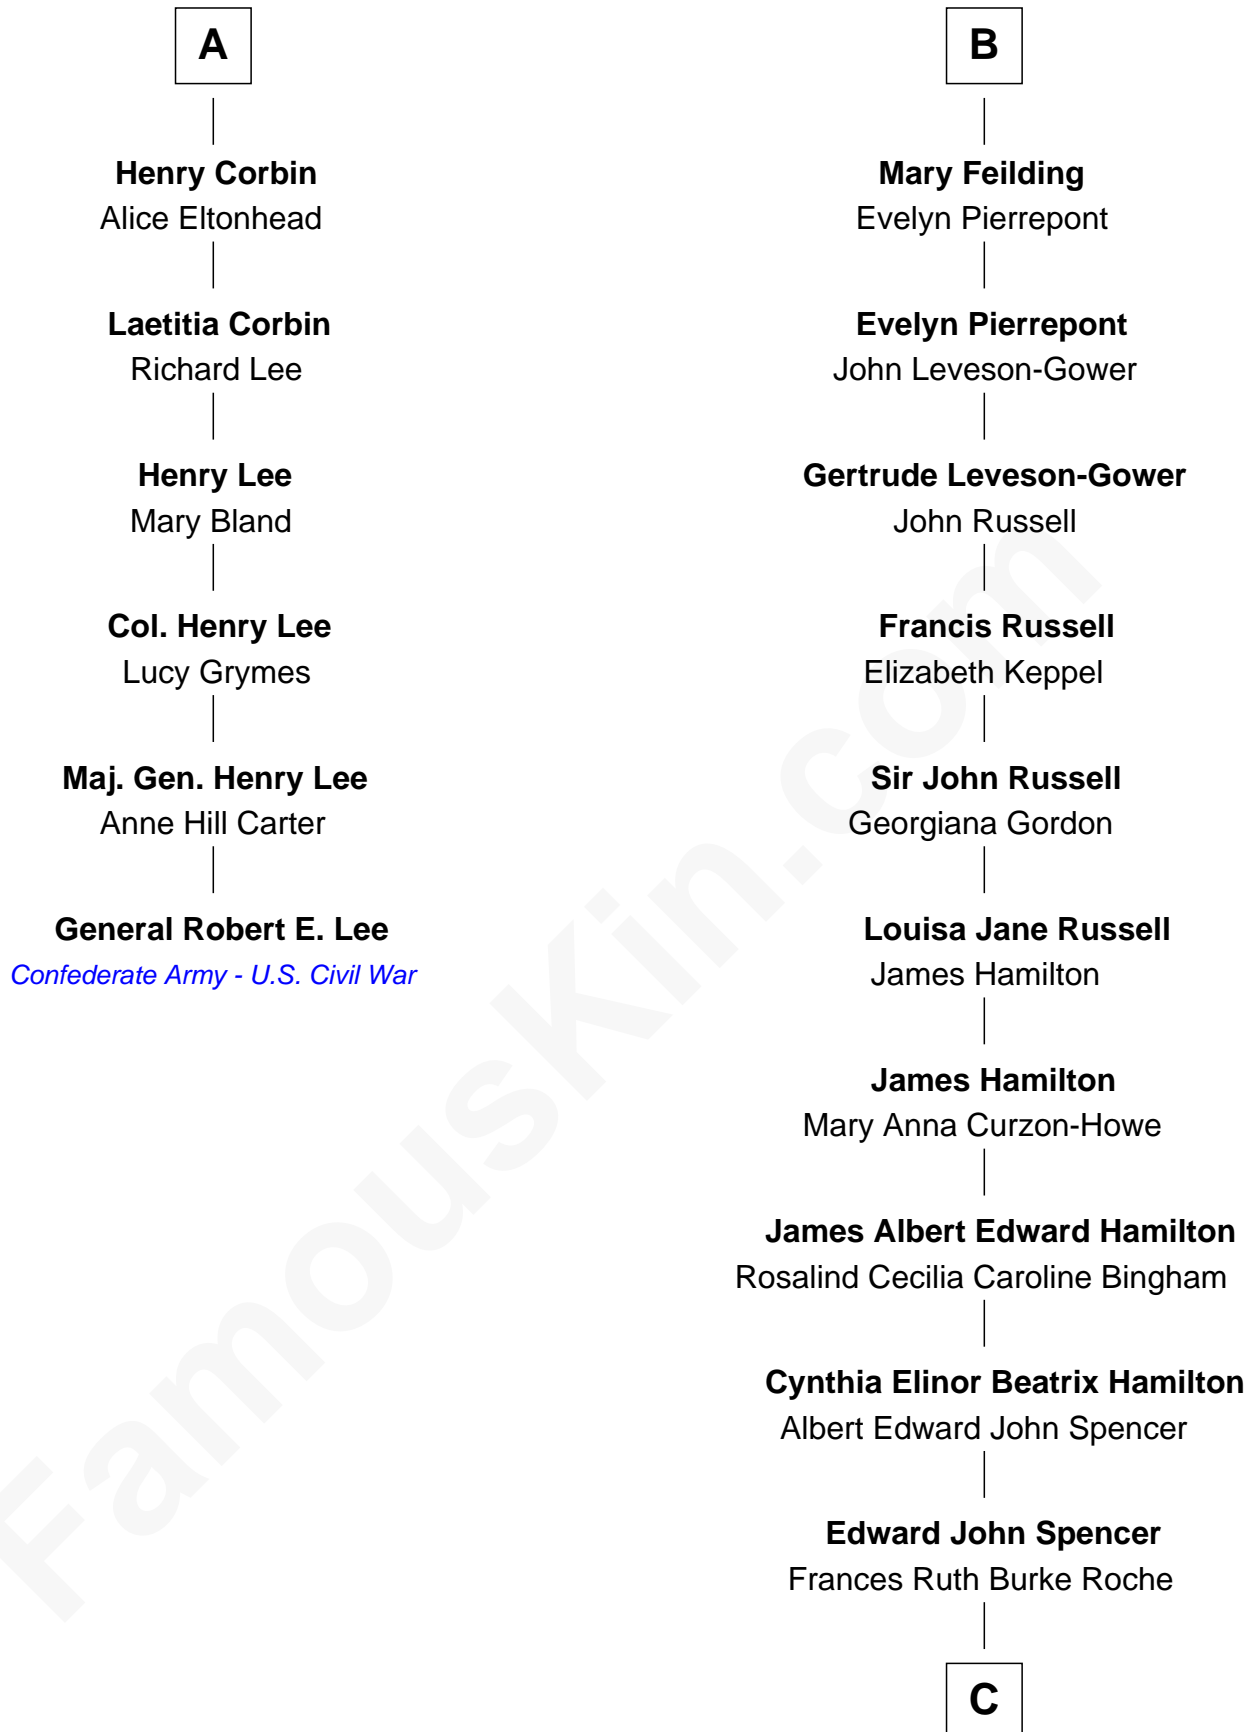 A
Henry Corbin
Alice Eltonhead
Laetitia Corbin
Richard Lee
Henry Lee
Mary Bland
Col. Henry Lee
Lucy Grymes
Maj. Gen. Henry Lee
Anne Hill Carter
General Robert E. Lee
Confederate Army - U.S. Civil War
B
Mary Feilding
Evelyn Pierrepont
Evelyn Pierrepont
John Leveson-Gower
Gertrude Leveson-Gower
John Russell
Francis Russell
Elizabeth Keppel
Sir John Russell
Georgiana Gordon
Louisa Jane Russell
James Hamilton
James Hamilton
Mary Anna Curzon-Howe
James Albert Edward Hamilton
Rosalind Cecilia Caroline Bingham
Cynthia Elinor Beatrix Hamilton
Albert Edward John Spencer
Edward John Spencer
Frances Ruth Burke Roche
C
FamousKin.com